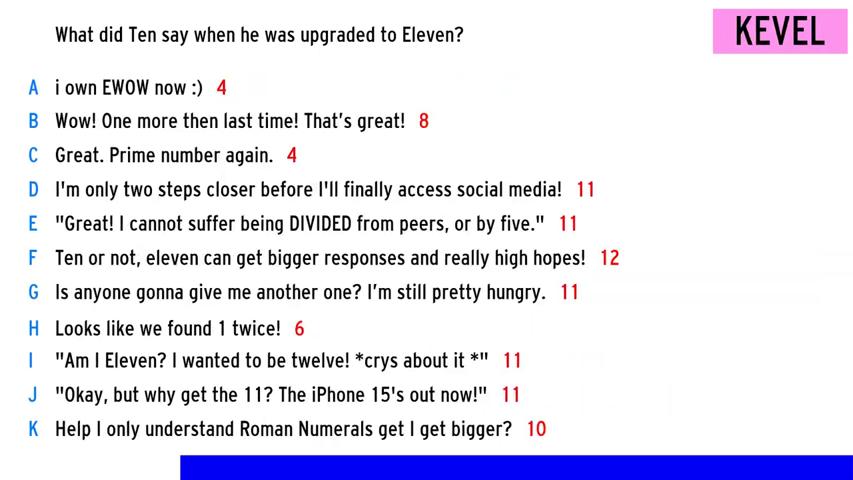 What did Ten say when he was upgraded to Eleven?
KEVEL
A i own EWOW now :) 4
B Wow! One more then last time! That's great! 8
C Great. Prime number again. 4
D I'm only two steps closer before I'll finally access social media! 11
E "Great! I cannot suffer being DIVIDED from peers, or by five." 11
F Ten or not, eleven can get bigger responses and really high hopes! 12
G Is anyone gonna give me another one? I'm still pretty hungry. 11
H Looks like we found 1 twice! 6
I "Am I Eleven? I wanted to be twelve! *crys about it *" 11
J "Okay, but why get the 11? The iPhone 15's out now!" 11
K Help I only understand Roman Numerals get I get bigger? 10